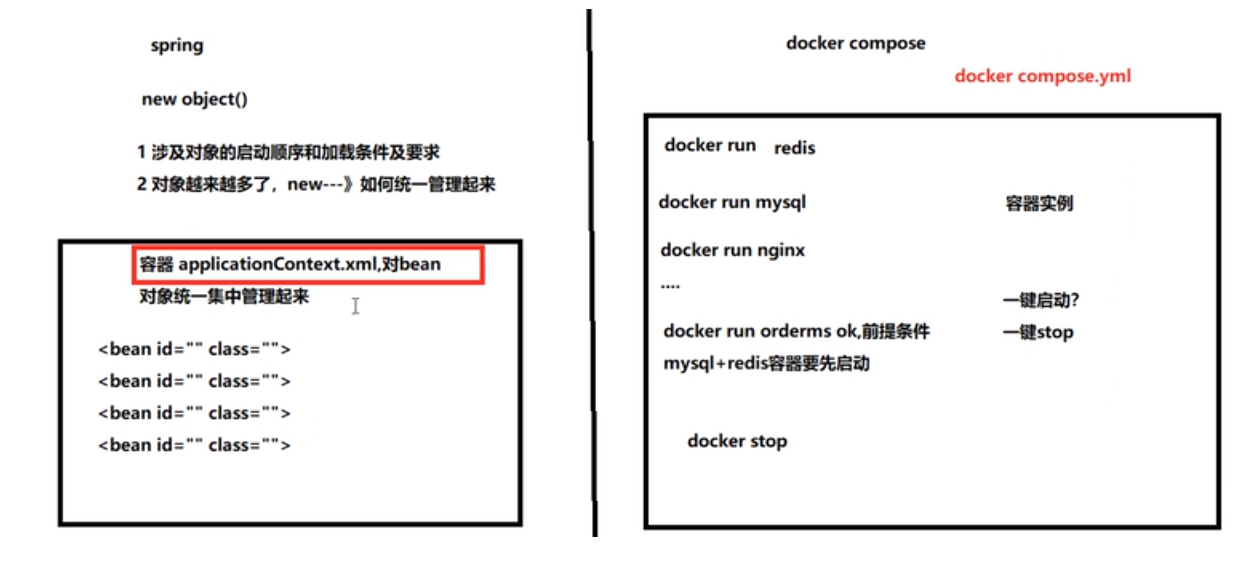 spring
new object()
1 涉及对象的启动顺序和加载条件及要求
2 对象越来越多了，new---》如何统一管理起来
容器 applicationContext.xml,对bean
对象统一集中管理起来
<bean id="" class="">
<bean id="" class="">
<bean id="" class="">
<bean id="" class="">
docker compose
docker compose.yml
docker run redis
docker run mysql
容器实例
docker run nginx
....
一键启动?
docker run orderms ok,前提条件
一键stop
mysql+redis容器要先启动
docker stop